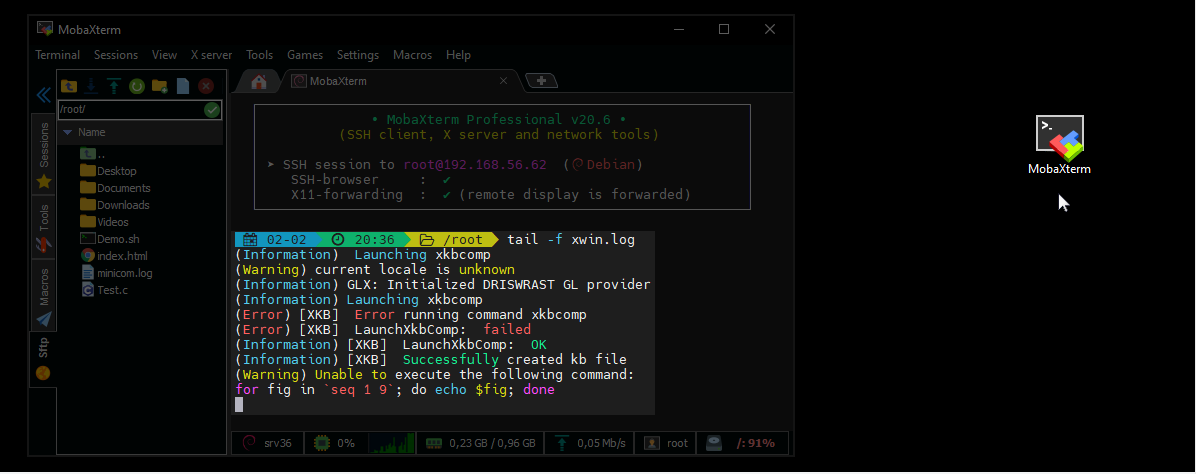 MobaXterm
Terminal Sessions View X server Tools Games Settings Macros Help
MobaXterm
/root/
Name
..
Desktop
Documents
Downloads
Videos
Demo.sh
index.html
minicom.log
Test.c
Sessions
Tools
Macros
Sftp
• MobaXterm Professional v20.6 •
(SSH client, X server and network tools)
➤ SSH session to root@192.168.56.62 (Debian)
SSH-browser : ✔
X11-forwarding : ✔ (remote display is forwarded)
02-02 20:36 /root tail -f xwin.log
(Information) Launching xkbcomp
(Warning) current locale is unknown
(Information) GLX: Initialized DRISWRAST GL provider
(Information) Launching xkbcomp
(Error) [XKB] Error running command xkbcomp
(Error) [XKB] LaunchXkbComp: failed
(Information) [XKB] LaunchXkbComp: OK
(Information) [XKB] Successfully created kb file
(Warning) Unable to execute the following command:
for fig in `seq 1 9`; do echo $fig; done
srv36 0% 0,23 GB / 0,96 GB 0,05 Mb/s root /: 91%
MobaXterm